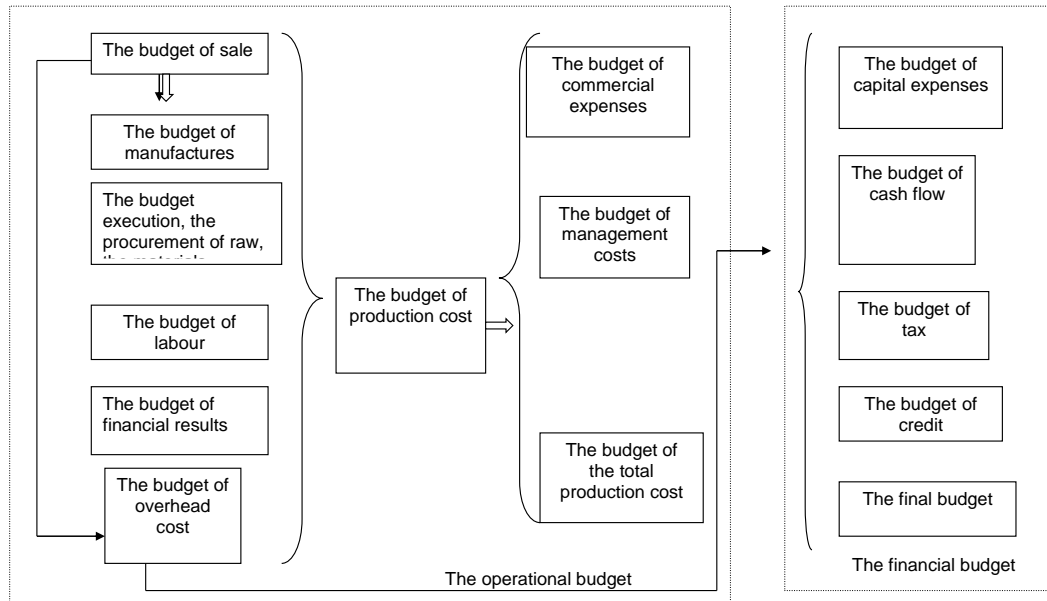 The budget of sale
The budget of
manufactures
The budget
execution, the
procurement of raw,
The budget of
labour
The budget of
financial results
The budget of
overhead
cost
The budget of
production cost
The budget of
commercial
expenses
The budget of
management
costs
The budget of
the total
production cost
The operational budget
The budget of
capital expenses
The budget of
cash flow
The budget of
tax
The budget of
credit
The final budget
The financial budget